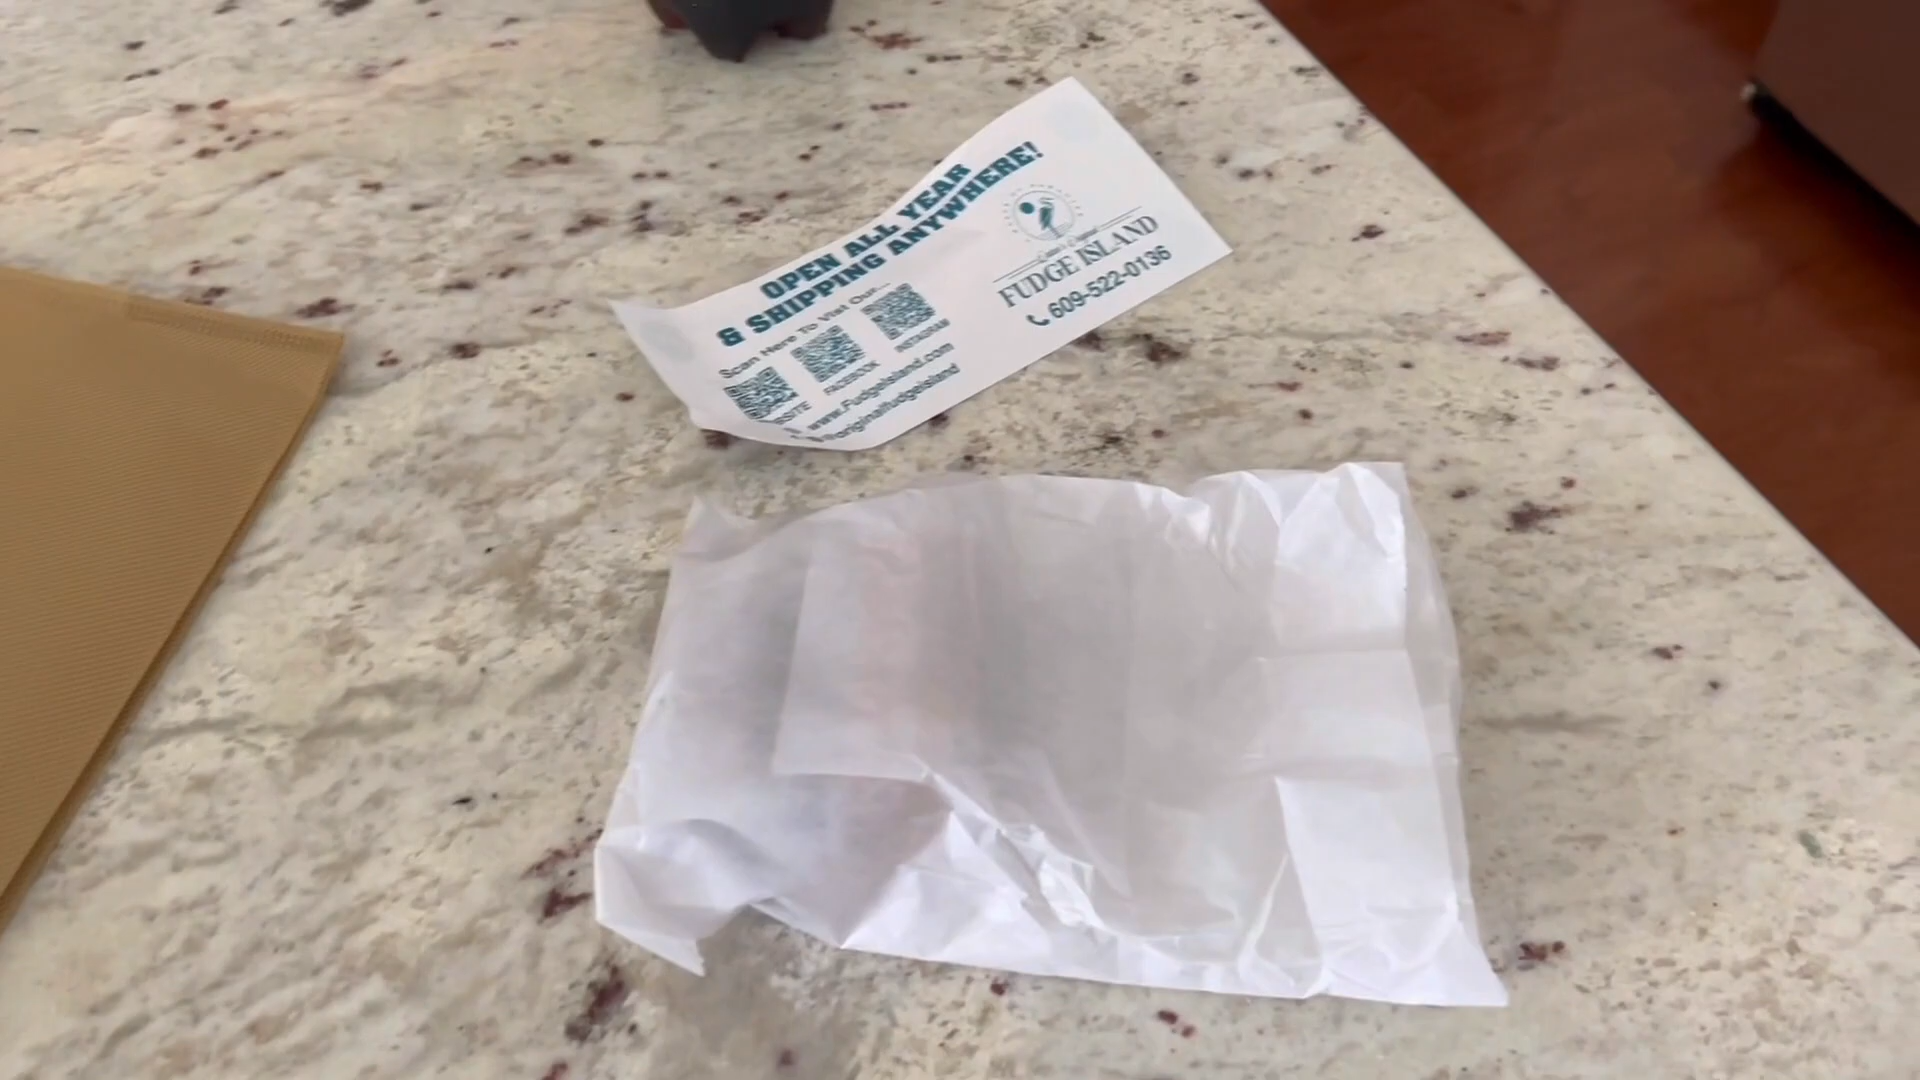 OPEN ALL YEAR
& SHIPPING ANYWHERE!
Scan Here To Visit Our...
FACEBOOK
INSTAGRAM
www.Fudgeisland.com
originalfudgeisland
FUDGE ISLAND
609-522-0136